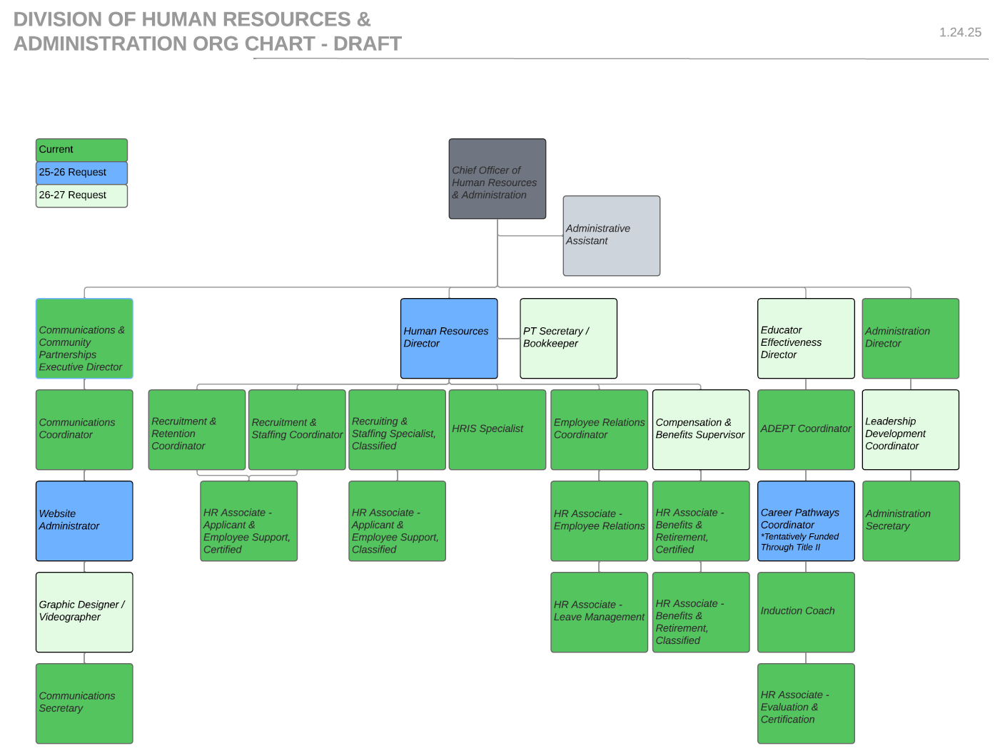 DIVISION OF HUMAN RESOURCES &
ADMINISTRATION ORG CHART - DRAFT
1.24.25
Current
25-26 Request
26-27 Request
Chief Officer of
Human Resources
& Administration
Administrative
Assistant
Communications &
Community
Partnerships
Executive Director
Human Resources
Director
PT Secretary /
Bookkeeper
Educator
Effectiveness
Director
Administration
Director
Communications
Coordinator
Recruitment &
Retention
Coordinator
Recruitment &
Staffing Coordinator
Recruiting &
Staffing Specialist,
Classified
HRIS Specialist
Employee Relations
Coordinator
Compensation &
Benefits Supervisor
ADEPT Coordinator
Leadership
Development
Coordinator
Website
Administrator
HR Associate -
Applicant &
Employee Support,
Certified
HR Associate -
Applicant &
Employee Support,
Classified
HR Associate -
Employee Relations
HR Associate -
Benefits &
Retirement,
Certified
Career Pathways
Coordinator
*Tentatively Funded
Through Title II
Administration
Secretary
Graphic Designer /
Videographer
HR Associate -
Leave Management
HR Associate -
Benefits &
Retirement,
Classified
Induction Coach
Communications
Secretary
HR Associate -
Evaluation &
Certification